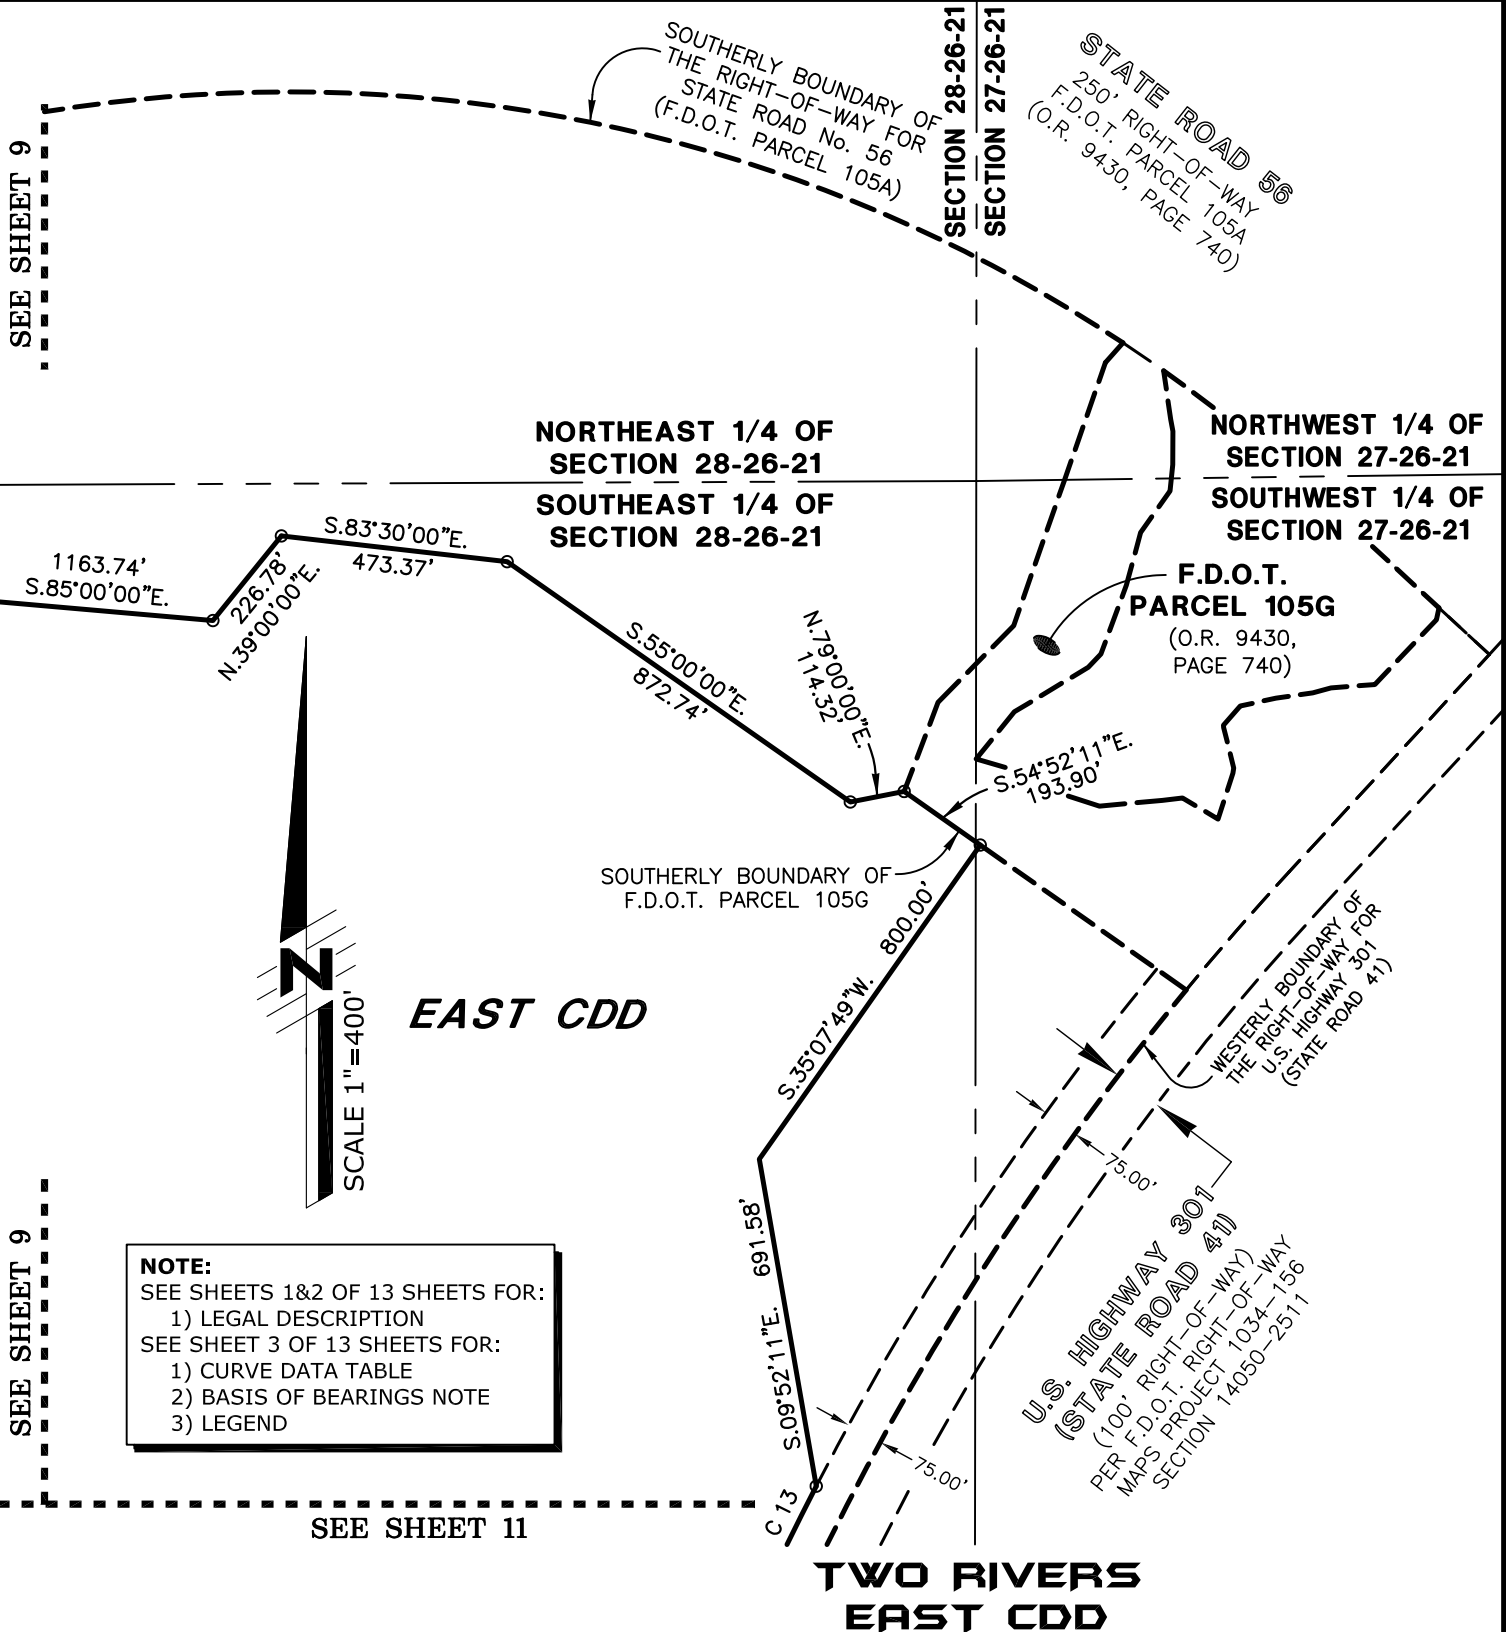 SEE SHEET 9
SOUTHERLY BOUNDARY OF
THE RIGHT-OF-WAY FOR
STATE ROAD No. 56
(F.D.O.T. PARCEL 105A)
SECTION 28-26-21
SECTION 27-26-21
STATE ROAD 56
250' RIGHT-OF-WAY
F.D.O.T. PARCEL 105A
(O.R. 9430, PAGE 740)
NORTHEAST 1/4 OF
SECTION 28-26-21
SOUTHEAST 1/4 OF
SECTION 28-26-21
NORTHWEST 1/4 OF
SECTION 27-26-21
SOUTHWEST 1/4 OF
SECTION 27-26-21
1163.74'
S.85°00'00"E.
226.78'
N.39°00'00"E.
S.83°30'00"E.
473.37'
S.55°00'00"E.
872.74'
N.79°00'00"E.
114.32'
F.D.O.T.
PARCEL 105G
(O.R. 9430,
PAGE 740)
S.54°52'11"E.
193.90'
SOUTHERLY BOUNDARY OF
F.D.O.T. PARCEL 105G
S.35°07'49"W. 800.00'
WESTERLY BOUNDARY OF
THE RIGHT-OF-WAY FOR
U.S. HIGHWAY 301
(STATE ROAD 41)
N
SCALE 1"=400'
EAST CDD
75.00'
S.09°52'11"E. 691.58'
U.S. HIGHWAY 301
(STATE ROAD 41)
(100' RIGHT-OF-WAY)
PER F.D.O.T. RIGHT-OF-WAY
MAPS PROJECT 1034-156
SECTION 14050-2511
SEE SHEET 9
NOTE:
SEE SHEETS 1&2 OF 13 SHEETS FOR:
1) LEGAL DESCRIPTION
SEE SHEET 3 OF 13 SHEETS FOR:
1) CURVE DATA TABLE
2) BASIS OF BEARINGS NOTE
3) LEGEND
75.00'
C 13
SEE SHEET 11
TWO RIVERS
EAST CDD